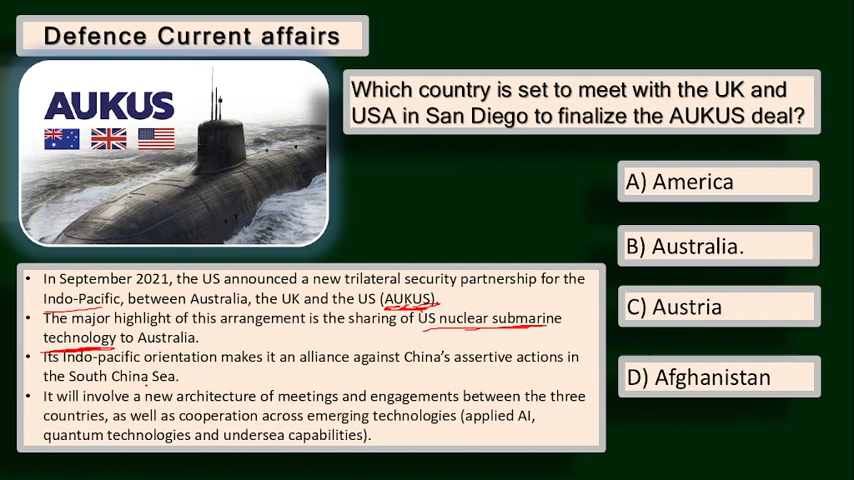 Defence Current affairs
AUKUS
Which country is set to meet with the UK and
USA in San Diego to finalize the AUKUS deal?
A) America
B) Australia.
C) Austria
D) Afghanistan
• In September 2021, the US announced a new trilateral security partnership for the
Indo-Pacific, between Australia, the UK and the US (AUKUS).
• The major highlight of this arrangement is the sharing of US nuclear submarine
technology to Australia.
• Its Indo-pacific orientation makes it an alliance against China's assertive actions in
the South China Sea.
• It will involve a new architecture of meetings and engagements between the three
countries, as well as cooperation across emerging technologies (applied AI,
quantum technologies and undersea capabilities).